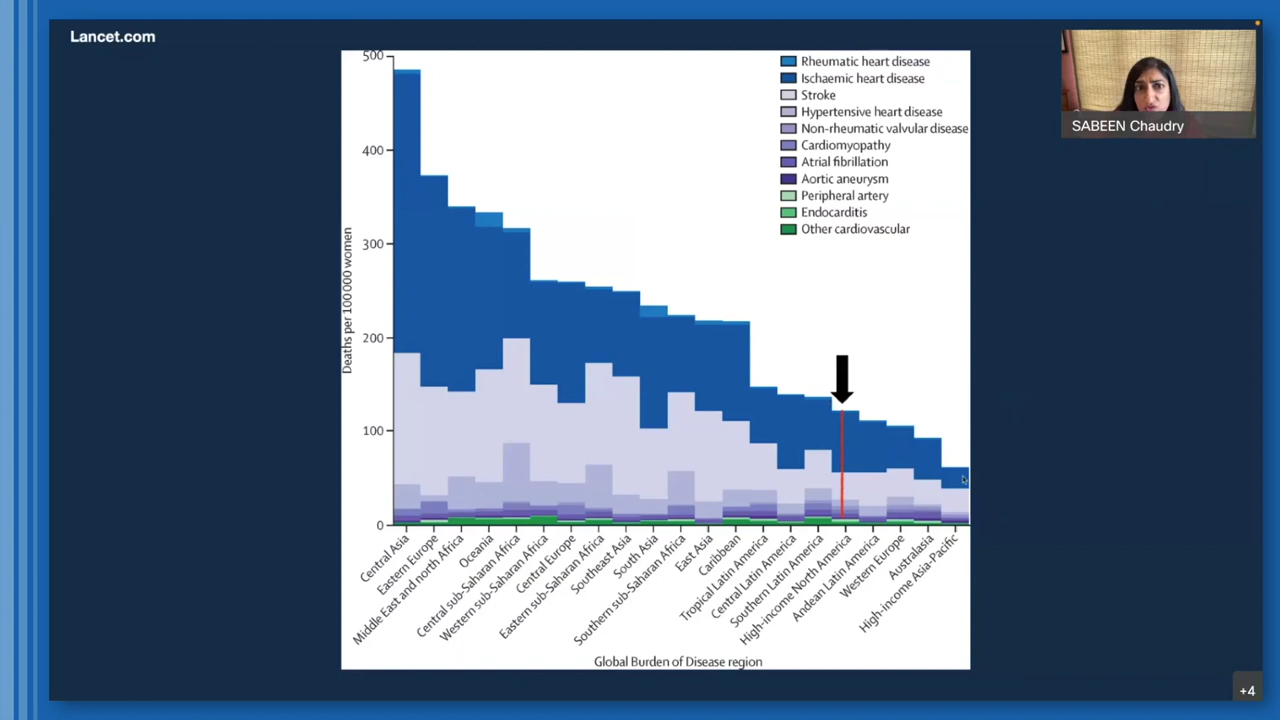 Lancet.com
SABEEN Chaudry
Rheumatic heart disease
Ischaemic heart disease
Stroke
Hypertensive heart disease
Non-rheumatic valvular disease
Cardiomyopathy
Atrial fibrillation
Aortic aneurysm
Peripheral artery
Endocarditis
Other cardiovascular
500
400
300
200
100
0
Deaths per 100 000 women
Central Asia
Eastern Europe
Middle East and north Africa
Oceania
Central sub-Saharan Africa
Western sub-Saharan Africa
Central Europe
Eastern sub-Saharan Africa
Southeast Asia
South Asia
Southern sub-Saharan Africa
East Asia
Caribbean
Tropical Latin America
Central Latin America
Southern Latin America
High-income North America
Andean Latin America
Western Europe
Australasia
High-income Asia-Pacific
Global Burden of Disease region
+4